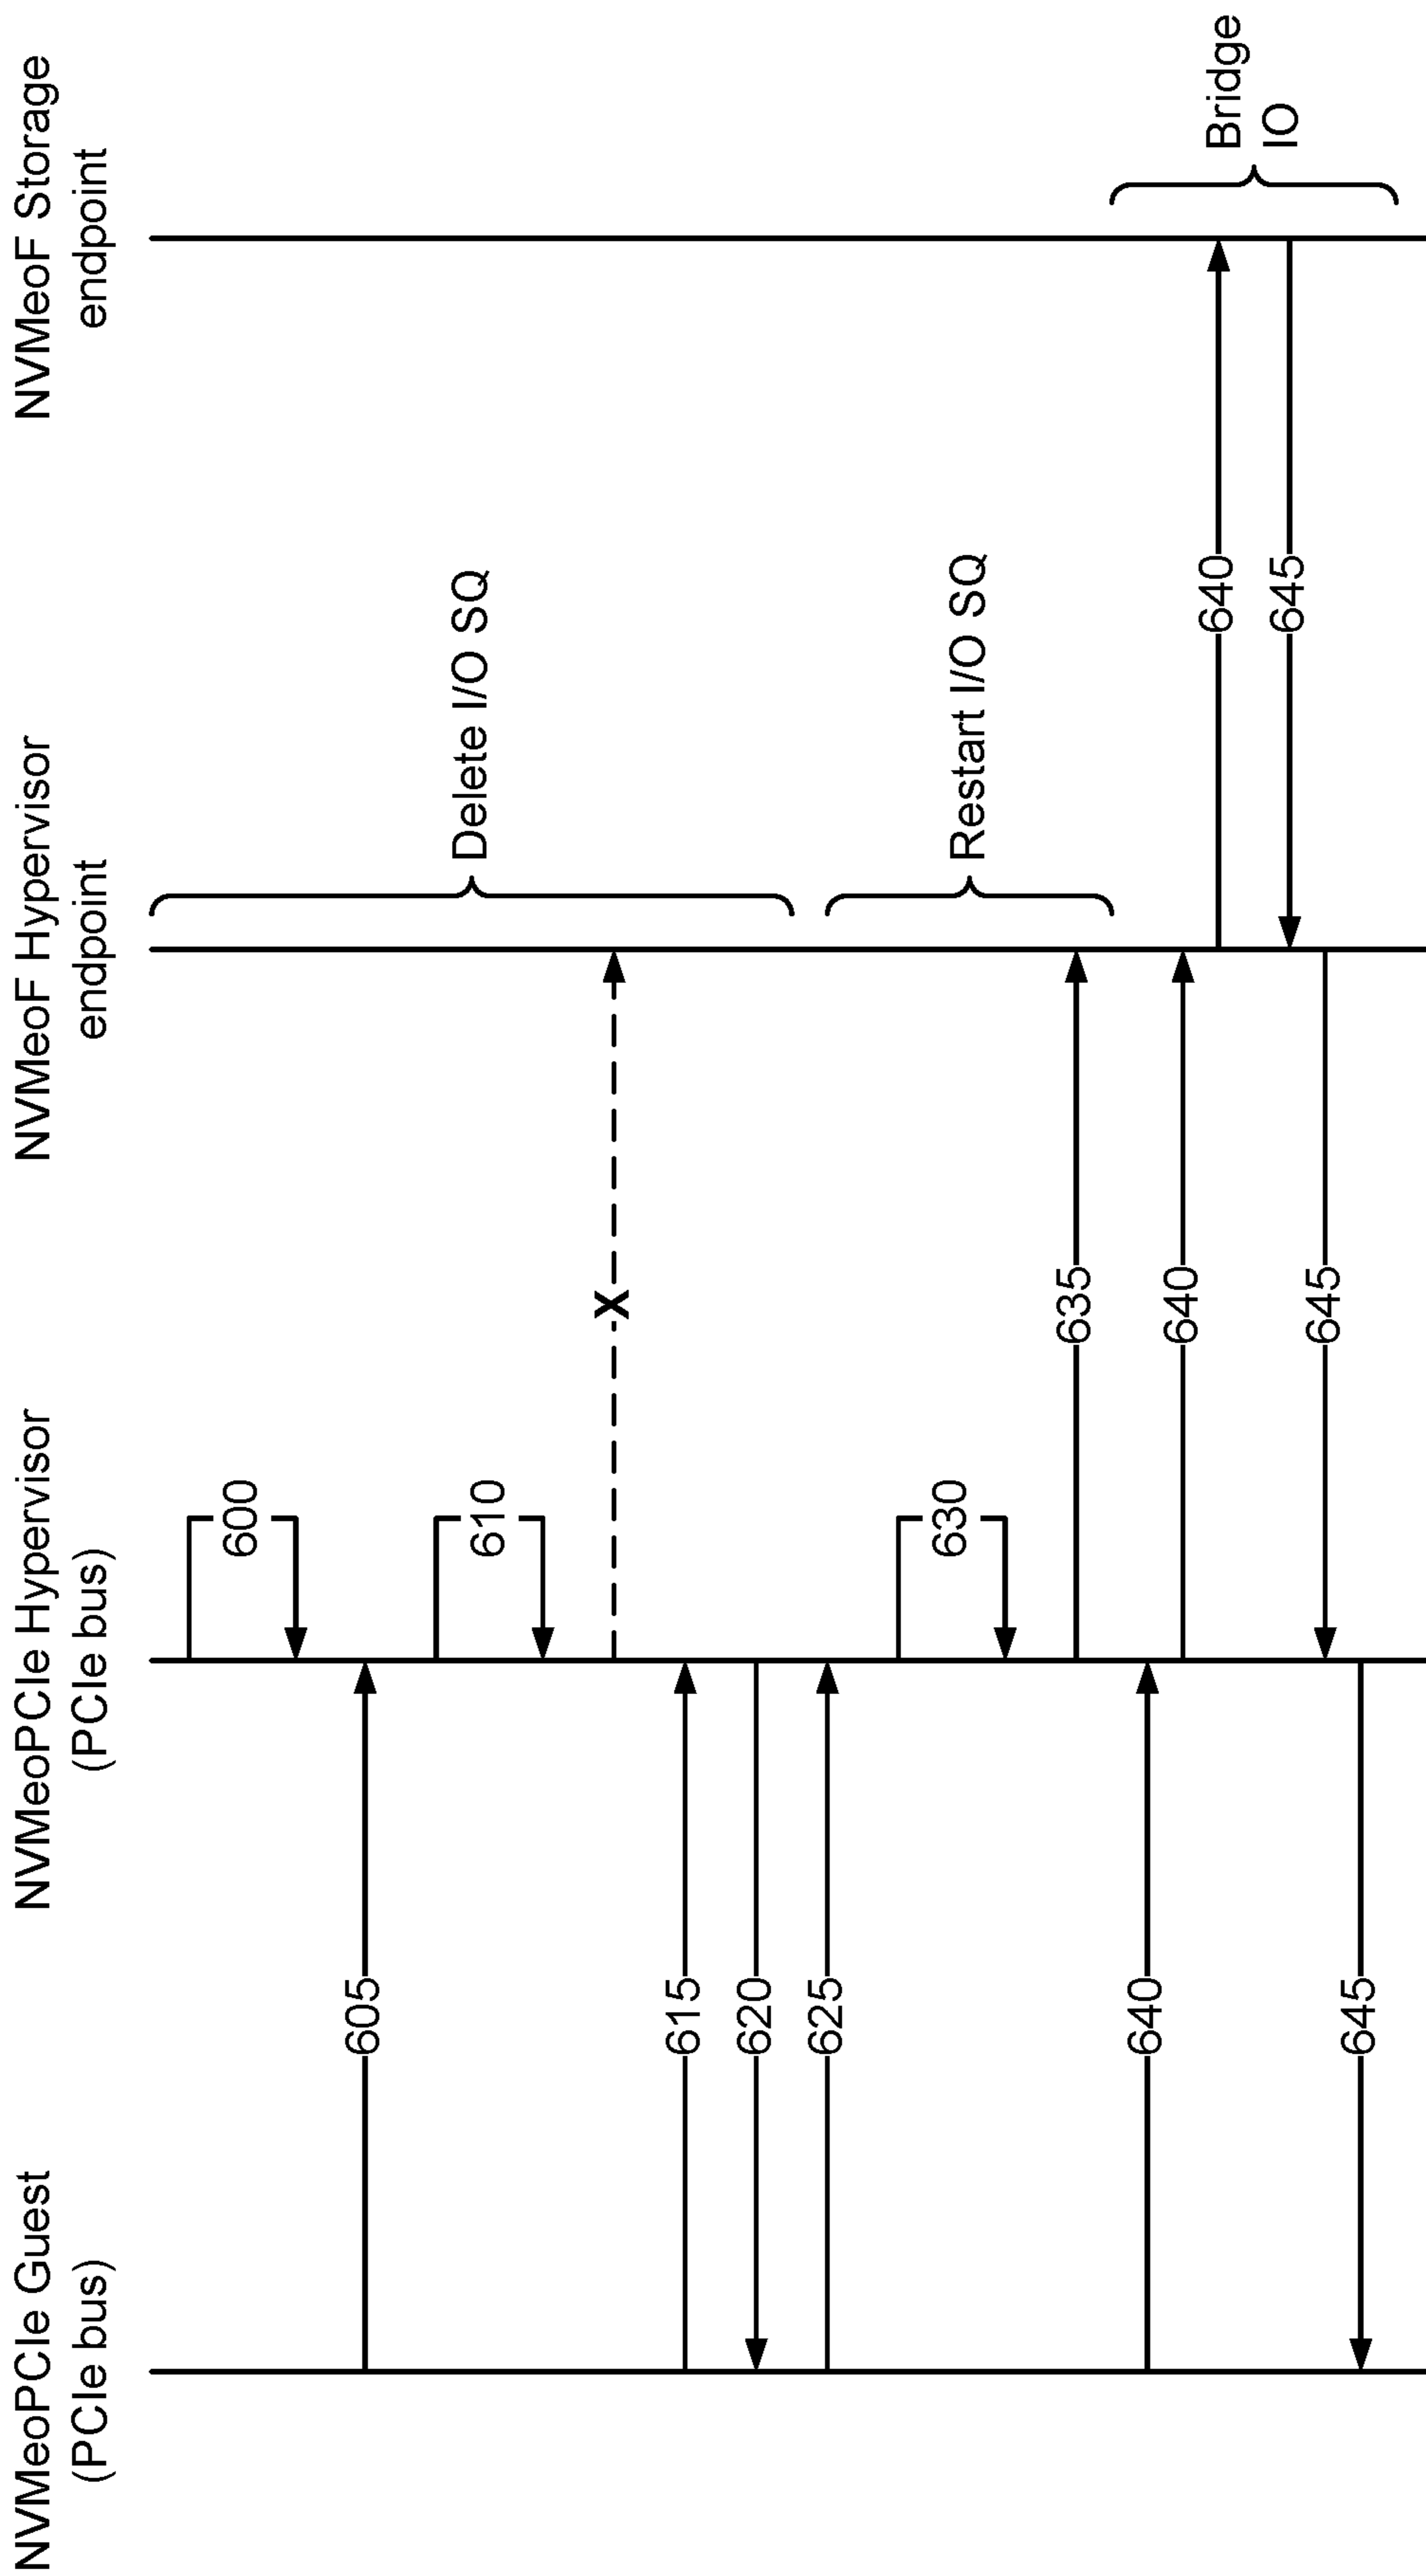 NVMeoPCIe Guest
(PCIe bus)
NVMeoPCIe Hypervisor
(PCIe bus)
NVMeoF Hypervisor
endpoint
NVMeoF Storage
endpoint
600
605
610
Delete I/O SQ
X
615
620
625
630
Restart I/O SQ
635
640
640
640
Bridge
IO
645
645
645